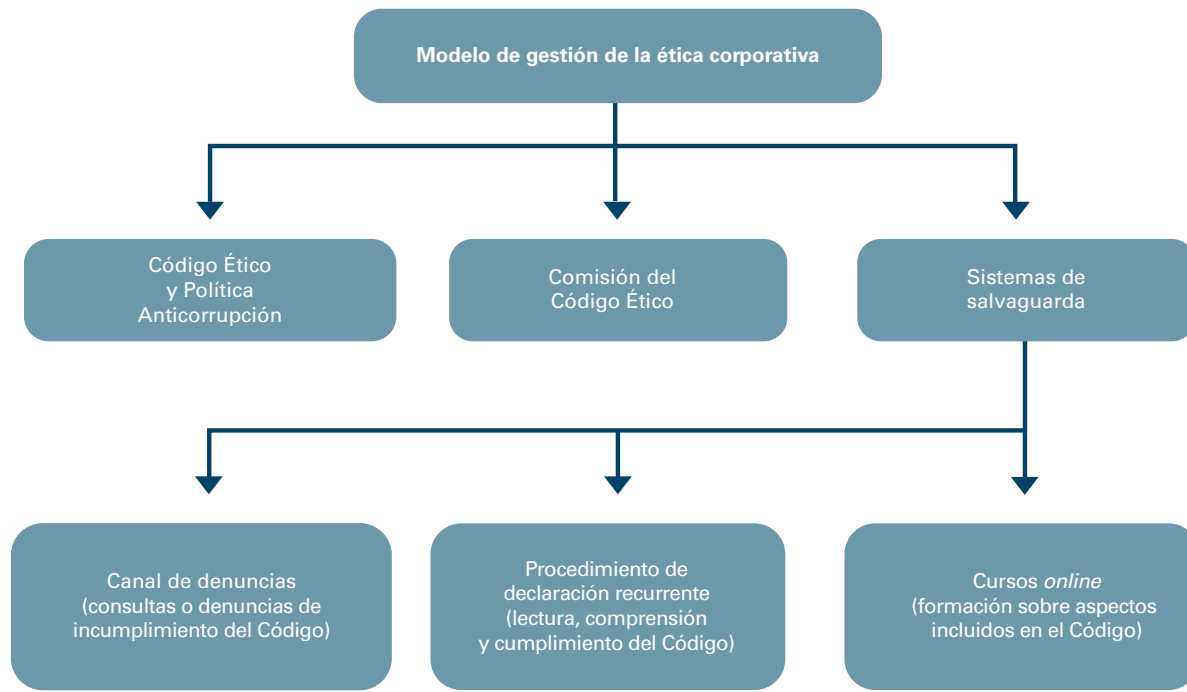 Modelo de gestión de la ética corporativa
Código Ético
y Política
Anticorrupción
Comisión del
Código Ético
Sistemas de
salvaguarda
Canal de denuncias
(consultas o denuncias de
incumplimiento del Código)
Procedimiento de
declaración recurrente
(lectura, comprensión
y cumplimiento del Código)
Cursos online
(formación sobre aspectos
incluidos en el Código)